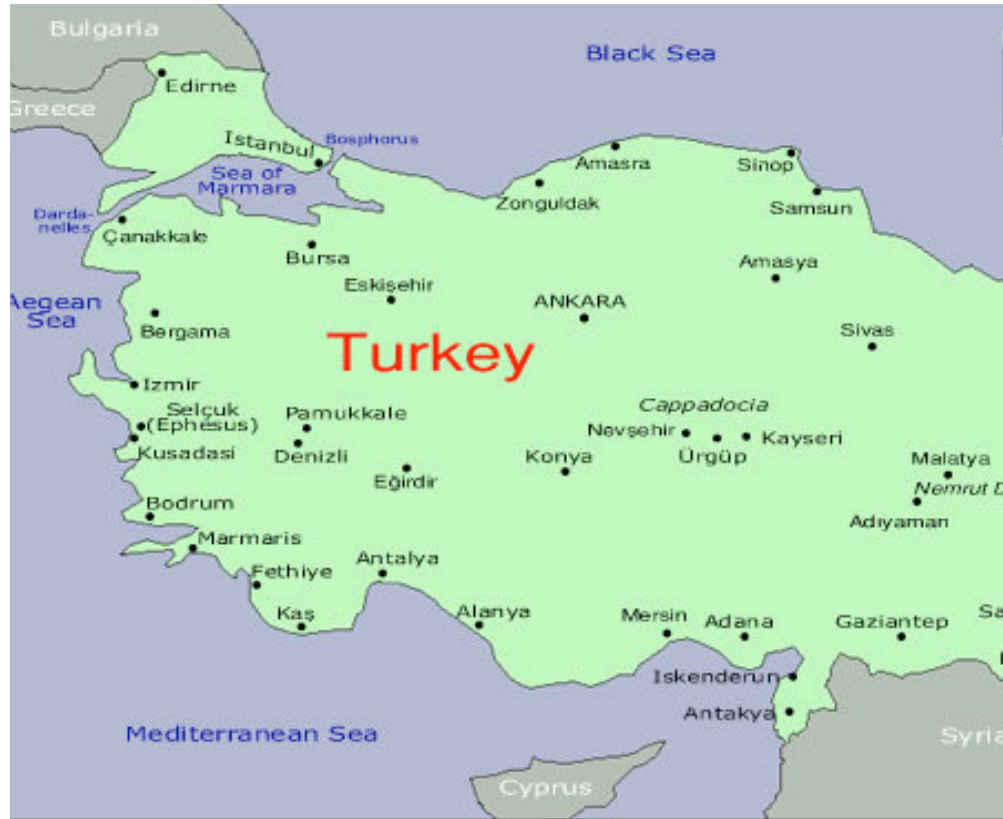 Bulgaria
Black Sea
Edirne
Greece
Istanbul
Bosphorus
Sea of
Marmara
Amasra
Sinop
Zonguldak
Samsun
Darda-
nelles
Çanakkale
Bursa
Amasya
Eskişehir
ANKARA
Aegean
Sea
Bergama
Sivas
Turkey
Izmir
Cappadocia
Selçuk
(Ephesus)
Pamukkale
Nevşehir
Kayseri
Kusadasi
Denizli
Konya
Ürgüp
Malatya
Eğirdir
Nemrut D
Bodrum
Adıyaman
Marmaris
Antalya
Fethiye
Kaş
Alanya
Mersin
Adana
Gaziantep
Sa
Iskenderun
Antakya
Mediterranean Sea
Syria
Cyprus